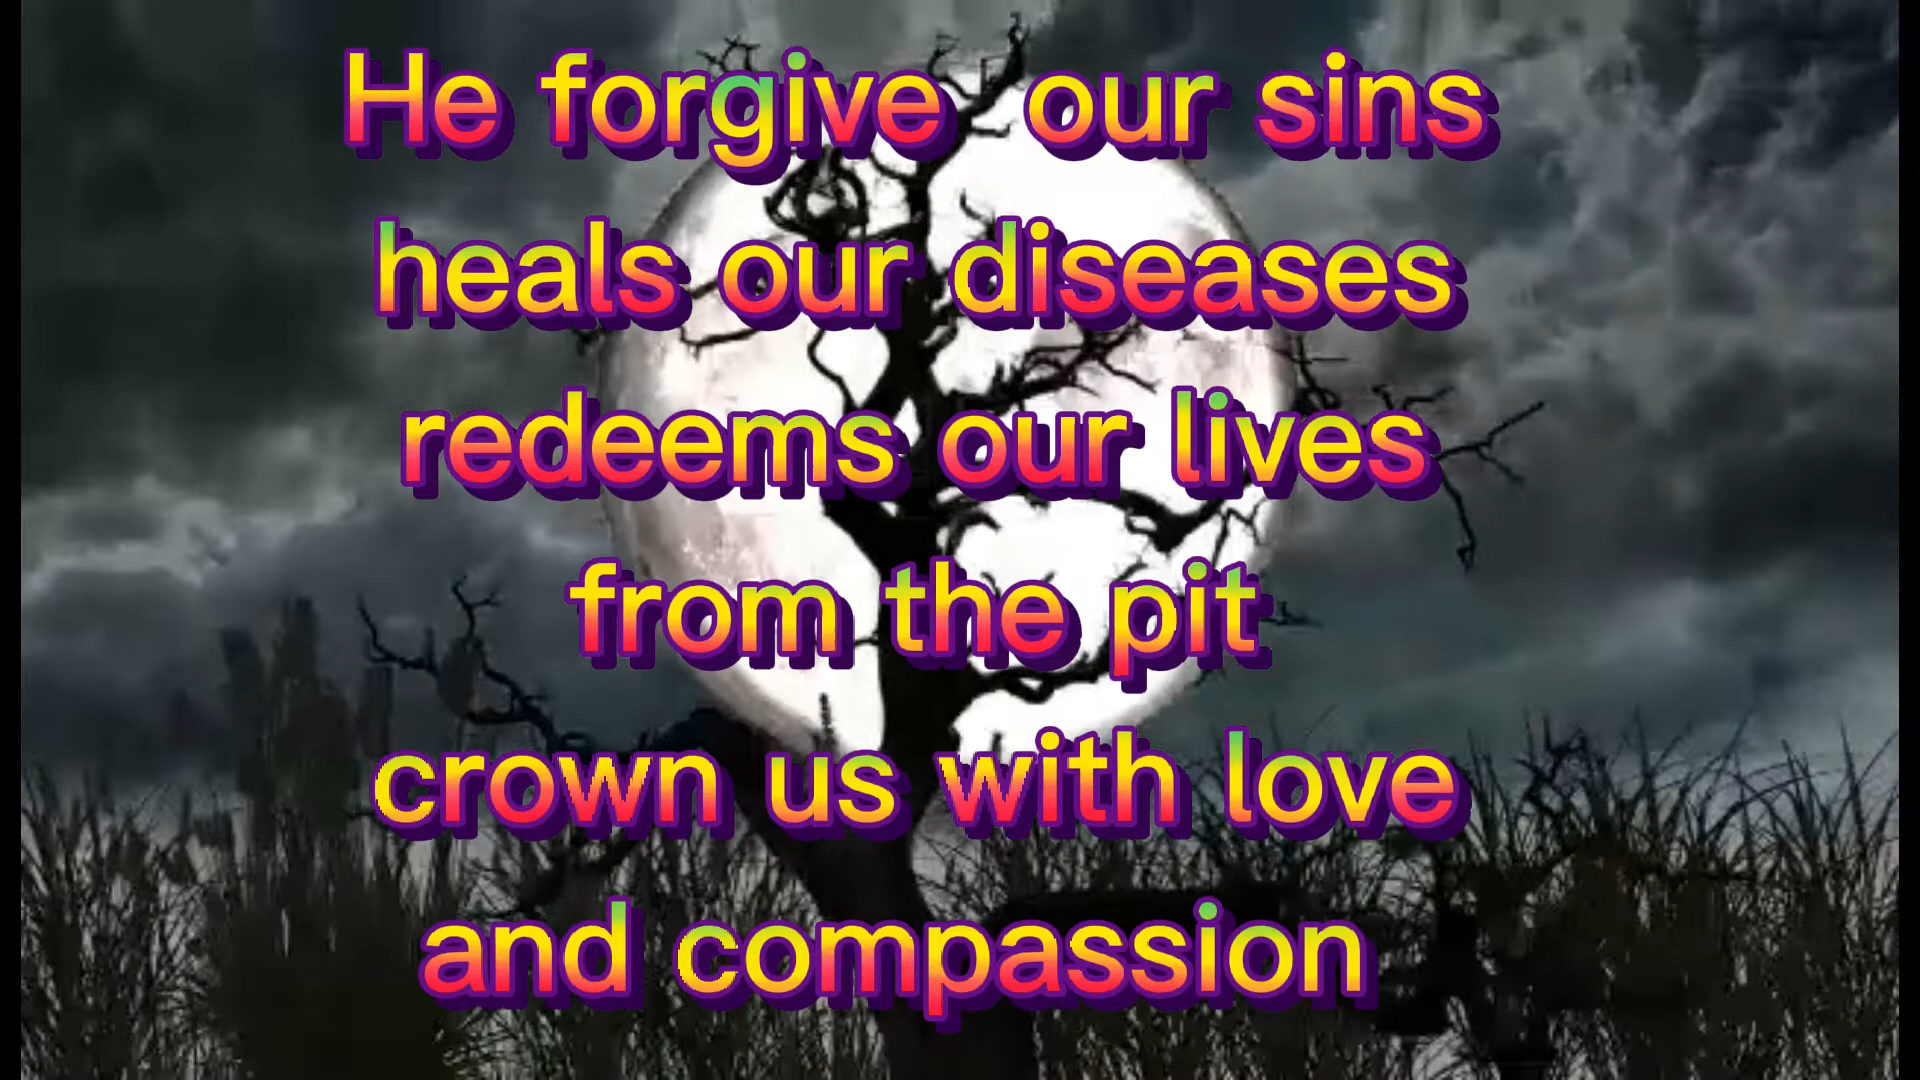 He forgive our sins
heals our diseases
redeems our lives
from the pit
crown us with love
and compassion